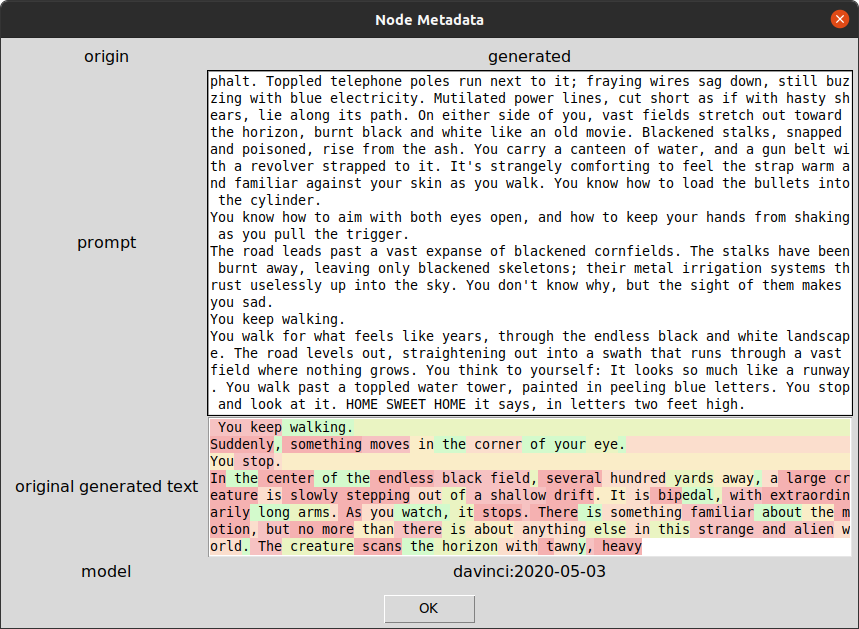 Node Metadata
origin
generated
prompt
phalt. Toppled telephone poles run next to it; fraying wires sag down, still buz
zing with blue electricity. Mutilated power lines, cut short as if with hasty sh
ears, lie along its path. On either side of you, vast fields stretch out toward
the horizon, burnt black and white like an old movie. Blackened stalks, snapped
and poisoned, rise from the ash. You carry a canteen of water, and a gun belt wi
th a revolver strapped to it. It's strangely comforting to feel the strap warm a
nd familiar against your skin as you walk. You know how to load the bullets into
 the cylinder.
You know how to aim with both eyes open, and how to keep your hands from shaking
 as you pull the trigger.
The road leads past a vast expanse of blackened cornfields. The stalks have been
 burnt away, leaving only blackened skeletons; their metal irrigation systems th
rust uselessly up into the sky. You don't know why, but the sight of them makes
you sad.
You keep walking.
You walk for what feels like years, through the endless black and white landscap
e. The road levels out, straightening out into a swath that runs through a vast
field where nothing grows. You think to yourself: It looks so much like a runway
. You walk past a toppled water tower, painted in peeling blue letters. You stop
 and look at it. HOME SWEET HOME it says, in letters two feet high.
original generated text
 You keep walking.
Suddenly, something moves in the corner of your eye.
You stop.
In the center of the endless black field, several hundred yards away, a large cr
eature is slowly stepping out of a shallow drift. It is bipedal, with extraordin
arily long arms. As you watch, it stops. There is something familiar about the m
otion, but no more than there is about anything else in this strange and alien w
orld. The creature scans the horizon with tawny, heavy
model
davinci:2020-05-03
OK